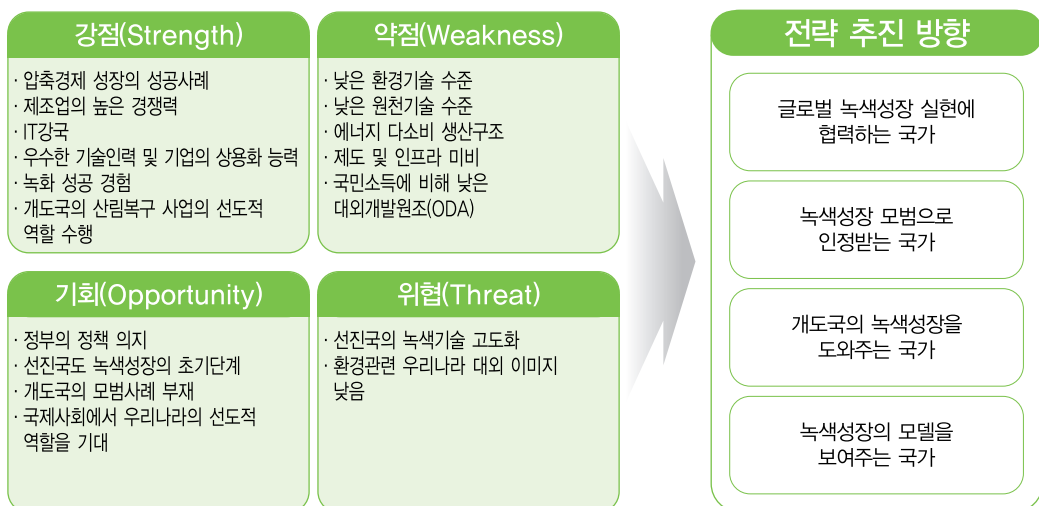 강점(Strength)
· 압축경제 성장의 성공사례
· 제조업의 높은 경쟁력
· IT강국
· 우수한 기술인력 및 기업의 상용화 능력
· 녹화 성공 경험
· 개도국의 산림복구 사업의 선도적
역할 수행
약점(Weakness)
· 낮은 환경기술 수준
· 낮은 원천기술 수준
· 에너지 다소비 생산구조
· 제도 및 인프라 미비
· 국민소득에 비해 낮은
대외개발원조(ODA)
기회(Opportunity)
· 정부의 정책 의지
· 선진국도 녹색성장의 초기단계
· 개도국의 모범사례 부재
· 국제사회에서 우리나라의 선도적
역할을 기대
위협(Threat)
· 선진국의 녹색기술 고도화
· 환경관련 우리나라 대외 이미지
낮음
전략 추진 방향
글로벌 녹색성장 실현에
협력하는 국가
녹색성장 모범으로
인정받는 국가
개도국의 녹색성장을
도와주는 국가
녹색성장의 모델을
보여주는 국가